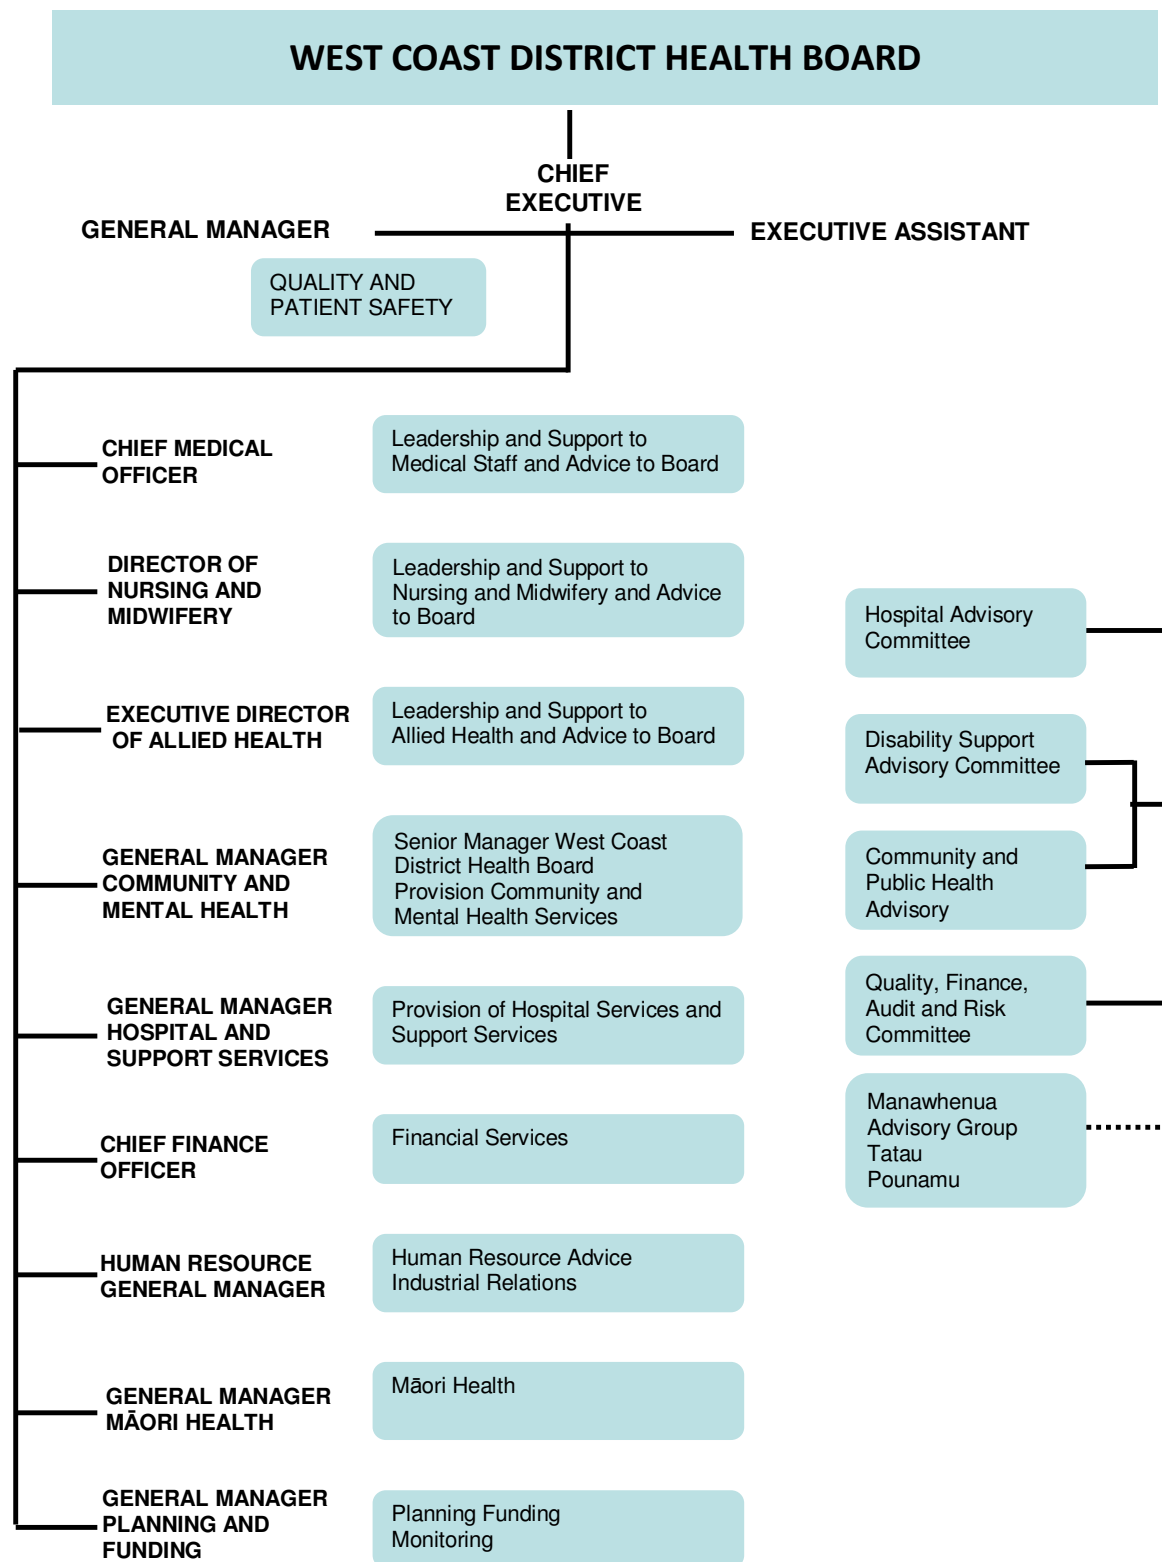 WEST COAST DISTRICT HEALTH BOARD
CHIEF
EXECUTIVE
GENERAL MANAGER
EXECUTIVE ASSISTANT
QUALITY AND
PATIENT SAFETY
CHIEF MEDICAL
OFFICER
Leadership and Support to
Medical Staff and Advice to Board
DIRECTOR OF
NURSING AND
MIDWIFERY
Leadership and Support to
Nursing and Midwifery and Advice
to Board
EXECUTIVE DIRECTOR
OF ALLIED HEALTH
Leadership and Support to
Allied Health and Advice to Board
GENERAL MANAGER
COMMUNITY AND
MENTAL HEALTH
Senior Manager West Coast
District Health Board
Provision Community and
Mental Health Services
GENERAL MANAGER
HOSPITAL AND
SUPPORT SERVICES
Provision of Hospital Services and
Support Services
CHIEF FINANCE
OFFICER
Financial Services
HUMAN RESOURCE
GENERAL MANAGER
Human Resource Advice
Industrial Relations
GENERAL MANAGER
MĀORI HEALTH
Māori Health
GENERAL MANAGER
PLANNING AND
FUNDING
Planning Funding
Monitoring
Hospital Advisory
Committee
Disability Support
Advisory Committee
Community and
Public Health
Advisory
Quality, Finance,
Audit and Risk
Committee
Manawhenua
Advisory Group
Tatau
Pounamu